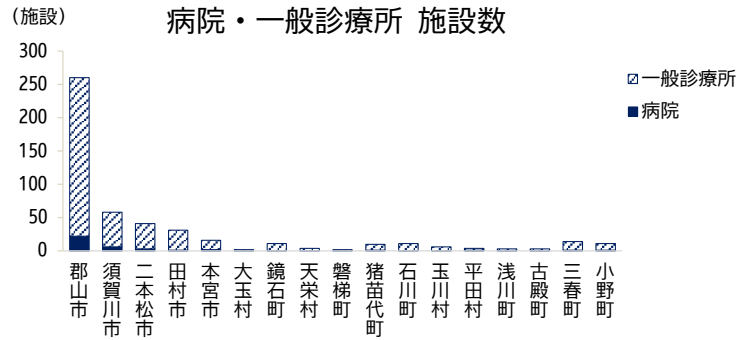 (施設)
病院・一般診療所 施設数
300
250
200
150
100
50
0
一般診療所
病院
郡山市
須賀川市
二本松市
田村市
本宮市
大玉村
鏡石町
天栄村
磐梯町
猪苗代町
石川町
玉川村
平田村
浅川町
古殿町
三春町
小野町